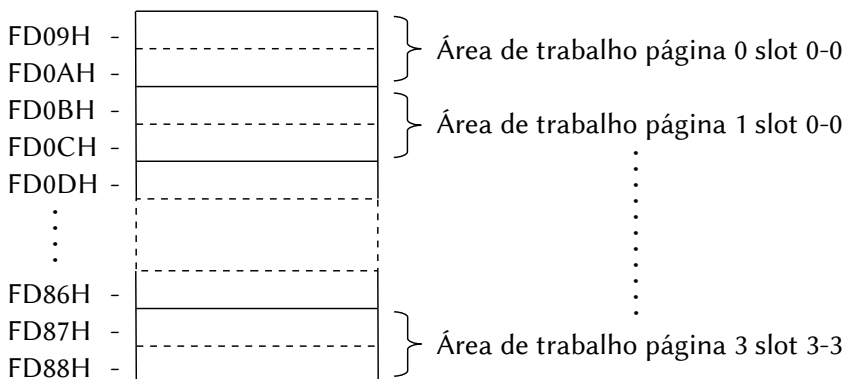 FD09H -
Área de trabalho página 0 slot 0-0
FD0AH -
FD0BH -
Área de trabalho página 1 slot 0-0
FD0CH -
FD0DH -
FD86H -
FD87H -
Área de trabalho página 3 slot 3-3
FD88H -